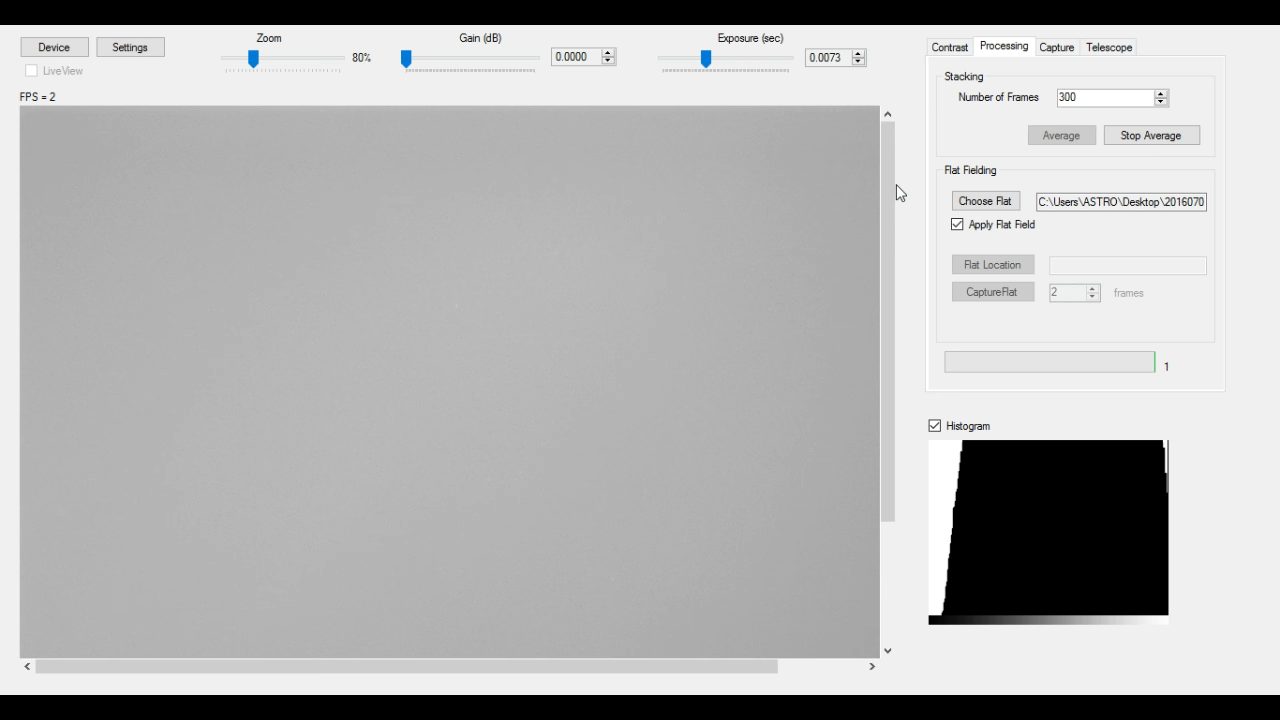 Device
Settings
LiveView
Zoom
80%
Gain (dB)
0.0000
Exposure (sec)
0.0073
FPS = 2
Contrast
Processing
Capture
Telescope
Stacking
Number of Frames
300
Average
Stop Average
Flat Fielding
Choose Flat
C:\Users\ASTRO\Desktop\2016070
Apply Flat Field
Flat Location
CaptureFlat
2
frames
1
Histogram